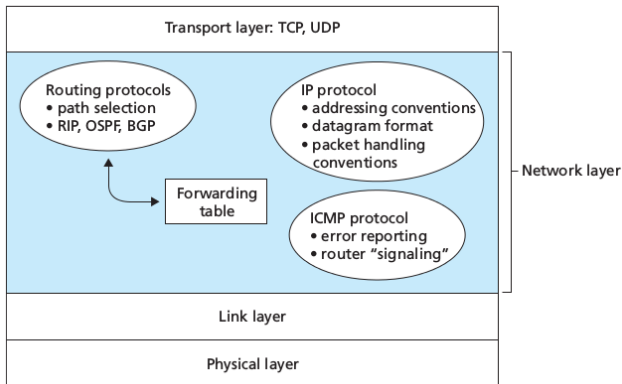 Transport layer: TCP, UDP
Routing protocols
• path selection
• RIP, OSPF, BGP
IP protocol
• addressing conventions
• datagram format
• packet handling
conventions
Network layer
Forwarding
table
ICMP protocol
• error reporting
• router “signaling”
Link layer
Physical layer